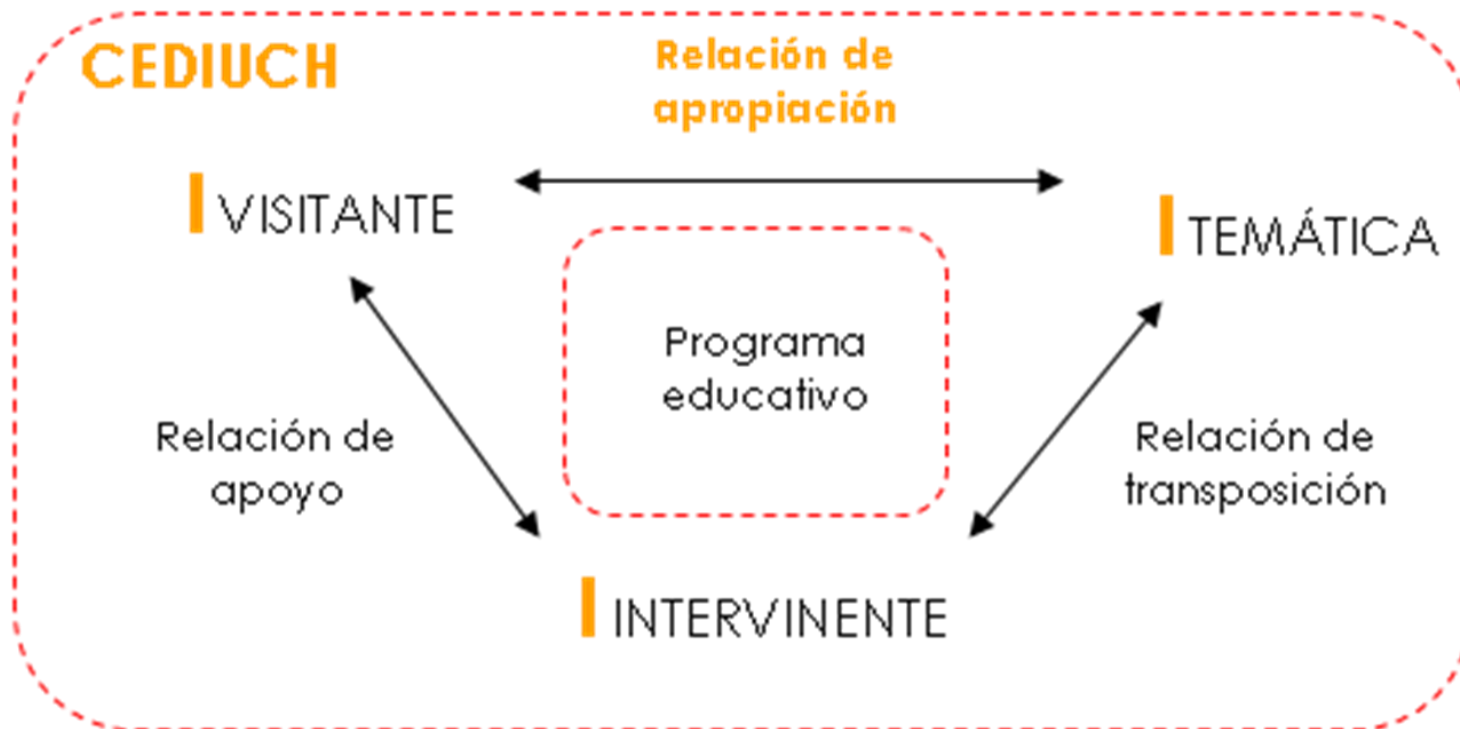 CEDIUCH
Relación de
apropiación
VISITANTE
TEMÁTICA
Programa
educativo
Relación de
apoyo
Relación de
transposición
INTERVINENTE